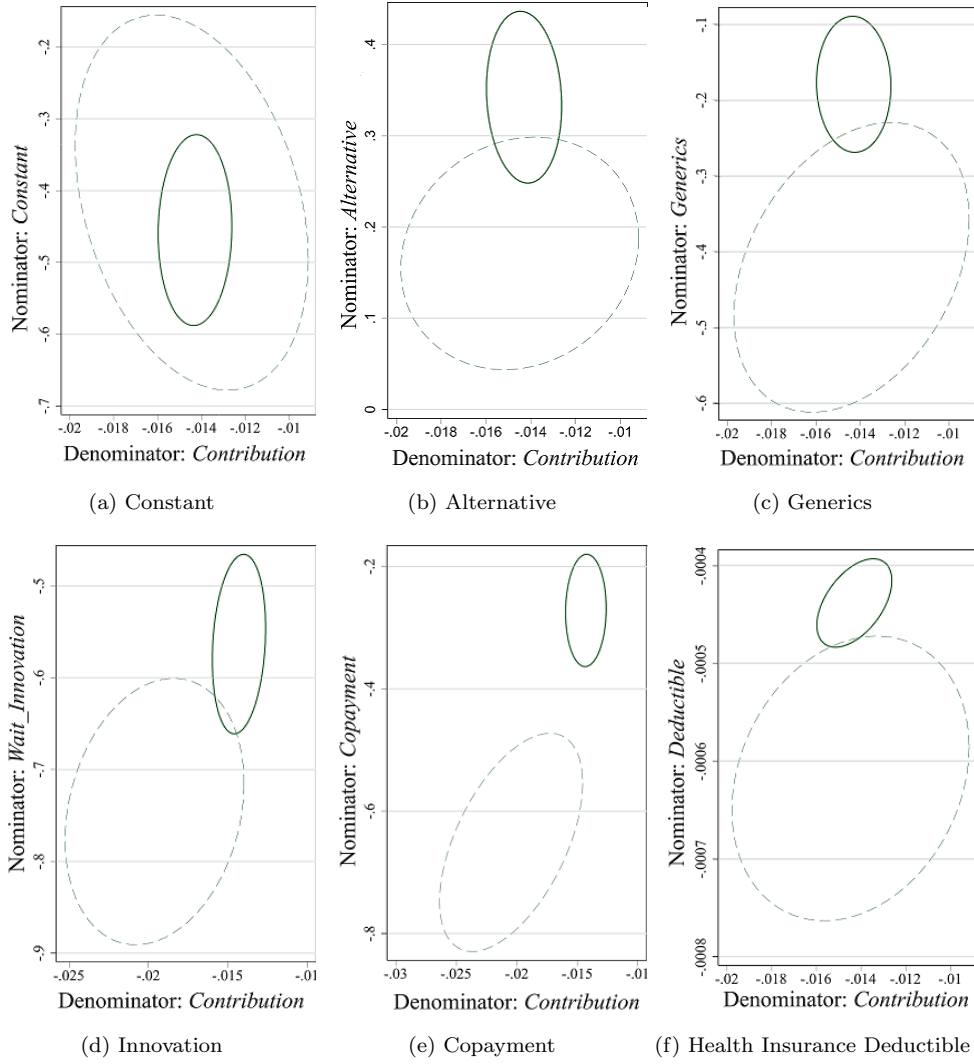 Nominator: Constant
-.2
-.3
-.4
-.5
-.6
-.7
-.02 -.018 -.016 -.014 -.012 -.01
Denominator: Contribution
(a) Constant
Nominator: Alternative
.4
.3
.2
.1
0
-.02 -.018 -.016 -.014 -.012 -.01
Denominator: Contribution
(b) Alternative
Nominator: Generics
-.1
-.2
-.3
-.4
-.5
-.6
-.02 -.018 -.016 -.014 -.012 -.01
Denominator: Contribution
(c) Generics
Nominator: Wait_Innovation
-.5
-.6
-.7
-.8
-.9
-.025 -.02 -.015 -.01
Denominator: Contribution
(d) Innovation
Nominator: Copayment
-.2
-.4
-.6
-.8
-.03 -.025 -.02 -.015 -.01
Denominator: Contribution
(e) Copayment
Nominator: Deductible
-.0004
-.0005
-.0006
-.0007
-.0008
-.02 -.018 -.016 -.014 -.012 -.01
Denominator: Contribution
(f) Health Insurance Deductible